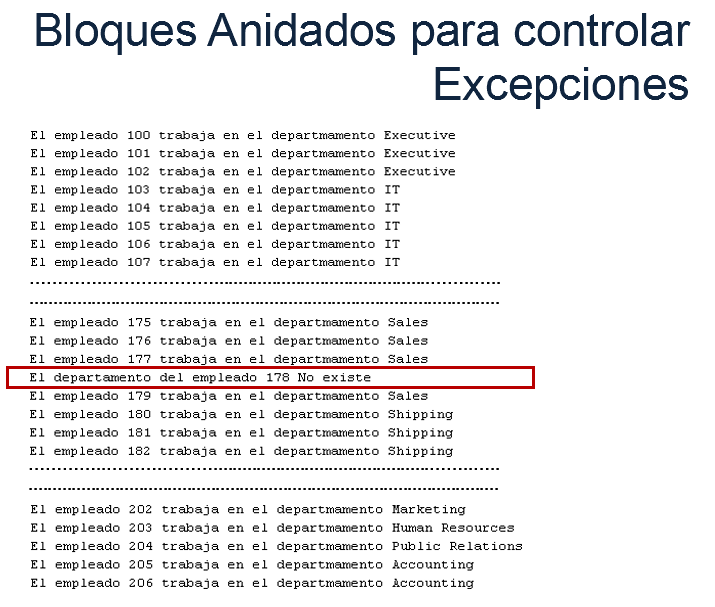 Bloques Anidados para controlar
Excepciones
El empleado 100 trabaja en el departmamento Executive
El empleado 101 trabaja en el departmamento Executive
El empleado 102 trabaja en el departmamento Executive
El empleado 103 trabaja en el departmamento IT
El empleado 104 trabaja en el departmamento IT
El empleado 105 trabaja en el departmamento IT
El empleado 106 trabaja en el departmamento IT
El empleado 107 trabaja en el departmamento IT
El empleado 175 trabaja en el departmamento Sales
El empleado 176 trabaja en el departmamento Sales
El empleado 177 trabaja en el departmamento Sales
El departamento del empleado 178 No existe
El empleado 179 trabaja en el departmamento Sales
El empleado 180 trabaja en el departmamento Shipping
El empleado 181 trabaja en el departmamento Shipping
El empleado 182 trabaja en el departmamento Shipping
El empleado 202 trabaja en el departmamento Marketing
El empleado 203 trabaja en el departmamento Human Resources
El empleado 204 trabaja en el departmamento Public Relations
El empleado 205 trabaja en el departmamento Accounting
El empleado 206 trabaja en el departmamento Accounting